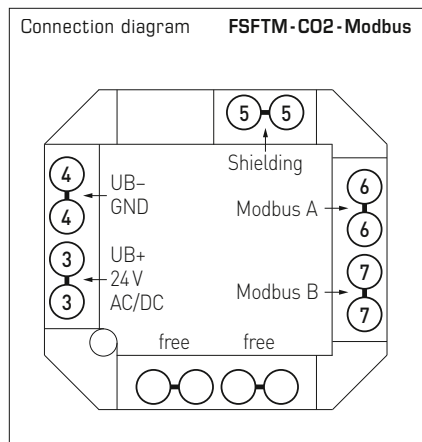 Connection diagram FSFTM-CO2-Modbus
5 5
Shielding
4
UB–
GND
4
3
UB+
24 V
AC/DC
3
6
Modbus A
6
7
Modbus B
7
free free